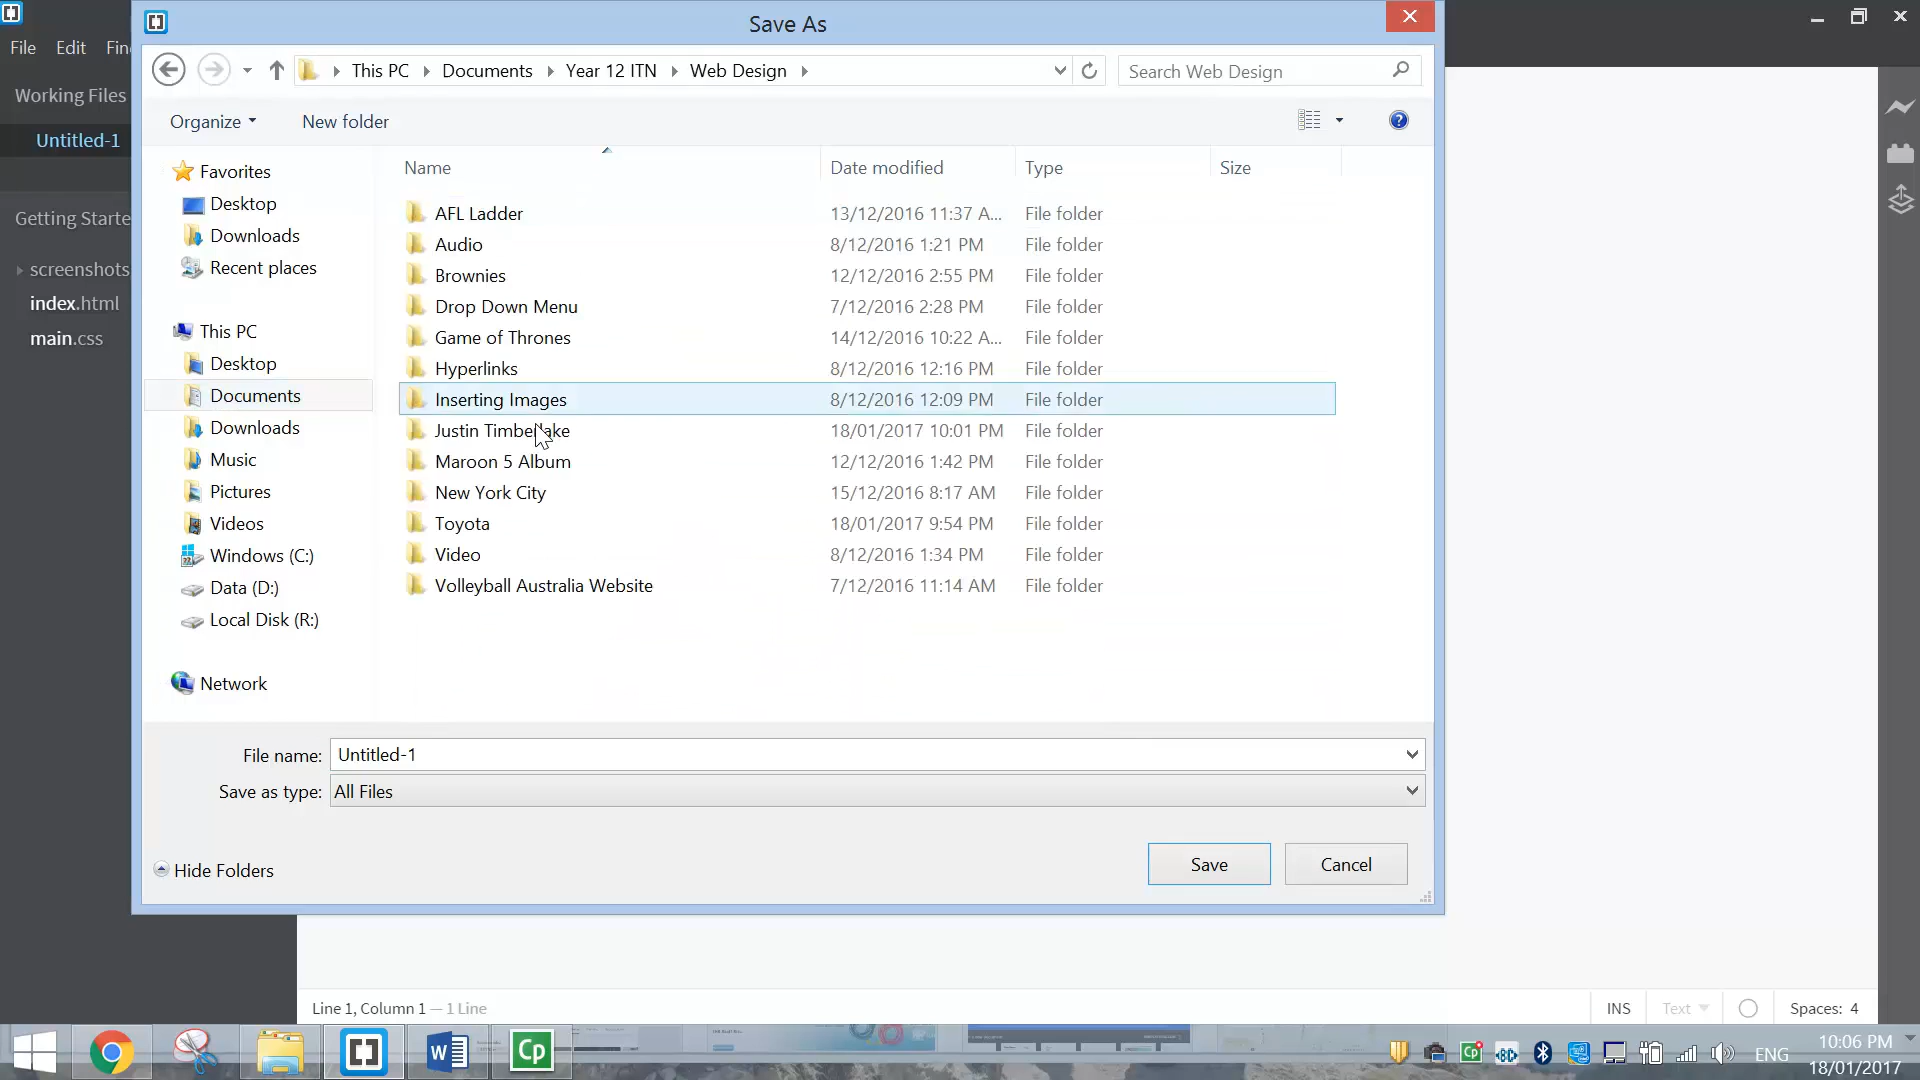 Save As
File Edit Fin
This PC Documents Year 12 ITN Web Design
Search Web Design
Working Files
Untitled-1
Getting Starte
screenshots
index.html
main.css
Organize New folder
Name Date modified Type Size
Favorites
Desktop
Downloads
Recent places
This PC
Desktop
Documents
Downloads
Music
Pictures
Videos
Windows (C:)
Data (D:)
Local Disk (R:)
Network
AFL Ladder 13/12/2016 11:37 A... File folder
Audio 8/12/2016 1:21 PM File folder
Brownies 12/12/2016 2:55 PM File folder
Drop Down Menu 7/12/2016 2:28 PM File folder
Game of Thrones 14/12/2016 10:22 A... File folder
Hyperlinks 8/12/2016 12:16 PM File folder
Inserting Images 8/12/2016 12:09 PM File folder
Justin Timberlake 18/01/2017 10:01 PM File folder
Maroon 5 Album 12/12/2016 1:42 PM File folder
New York City 15/12/2016 8:17 AM File folder
Toyota 18/01/2017 9:54 PM File folder
Video 8/12/2016 1:34 PM File folder
Volleyball Australia Website 7/12/2016 11:14 AM File folder
File name: Untitled-1
Save as type: All Files
Hide Folders
Save Cancel
Line 1, Column 1 — 1 Line
INS Text Spaces: 4
Cp
ENG
10:06 PM
18/01/2017